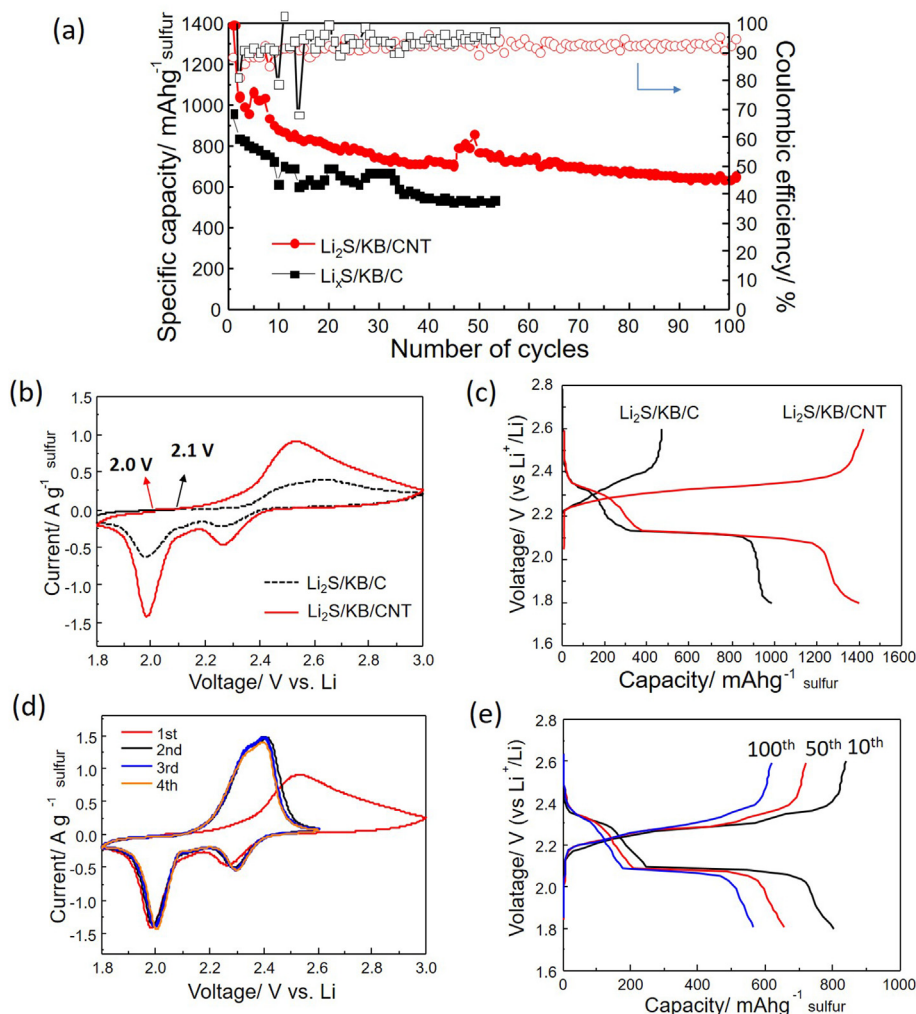 (a)
Specific capacity/ mAhg⁻¹ sulfur
1400
1200
1000
800
600
400
200
0
100
90
80
70
60
50
40
30
20
10
0
Coulombic efficiency/ %
Li₂S/KB/CNT
LiₓS/KB/C
0 10 20 30 40 50 60 70 80 90 100
Number of cycles
(b)
Current/ A g⁻¹ sulfur
1.5
1.0
0.5
0.0
-0.5
-1.0
-1.5
2.0 V
2.1 V
Li₂S/KB/C
Li₂S/KB/CNT
1.8 2.0 2.2 2.4 2.6 2.8 3.0
Voltage/ V vs. Li
(c)
Volatage/ V (vs Li⁺/Li)
2.8
2.6
2.4
2.2
2.0
1.8
1.6
Li₂S/KB/C
Li₂S/KB/CNT
0 200 400 600 800 1000 1200 1400 1600
Capacity/ mAhg⁻¹ sulfur
(d)
Current/ A g⁻¹ sulfur
1.5
1.0
0.5
0.0
-0.5
-1.0
-1.5
1st
2nd
3rd
4th
1.8 2.0 2.2 2.4 2.6 2.8 3.0
Voltage/ V vs. Li
(e)
Volatage/ V (vs Li⁺/Li)
2.8
2.6
2.4
2.2
2.0
1.8
1.6
100th 50th 10th
0 200 400 600 800 1000
Capacity/ mAhg⁻¹ sulfur